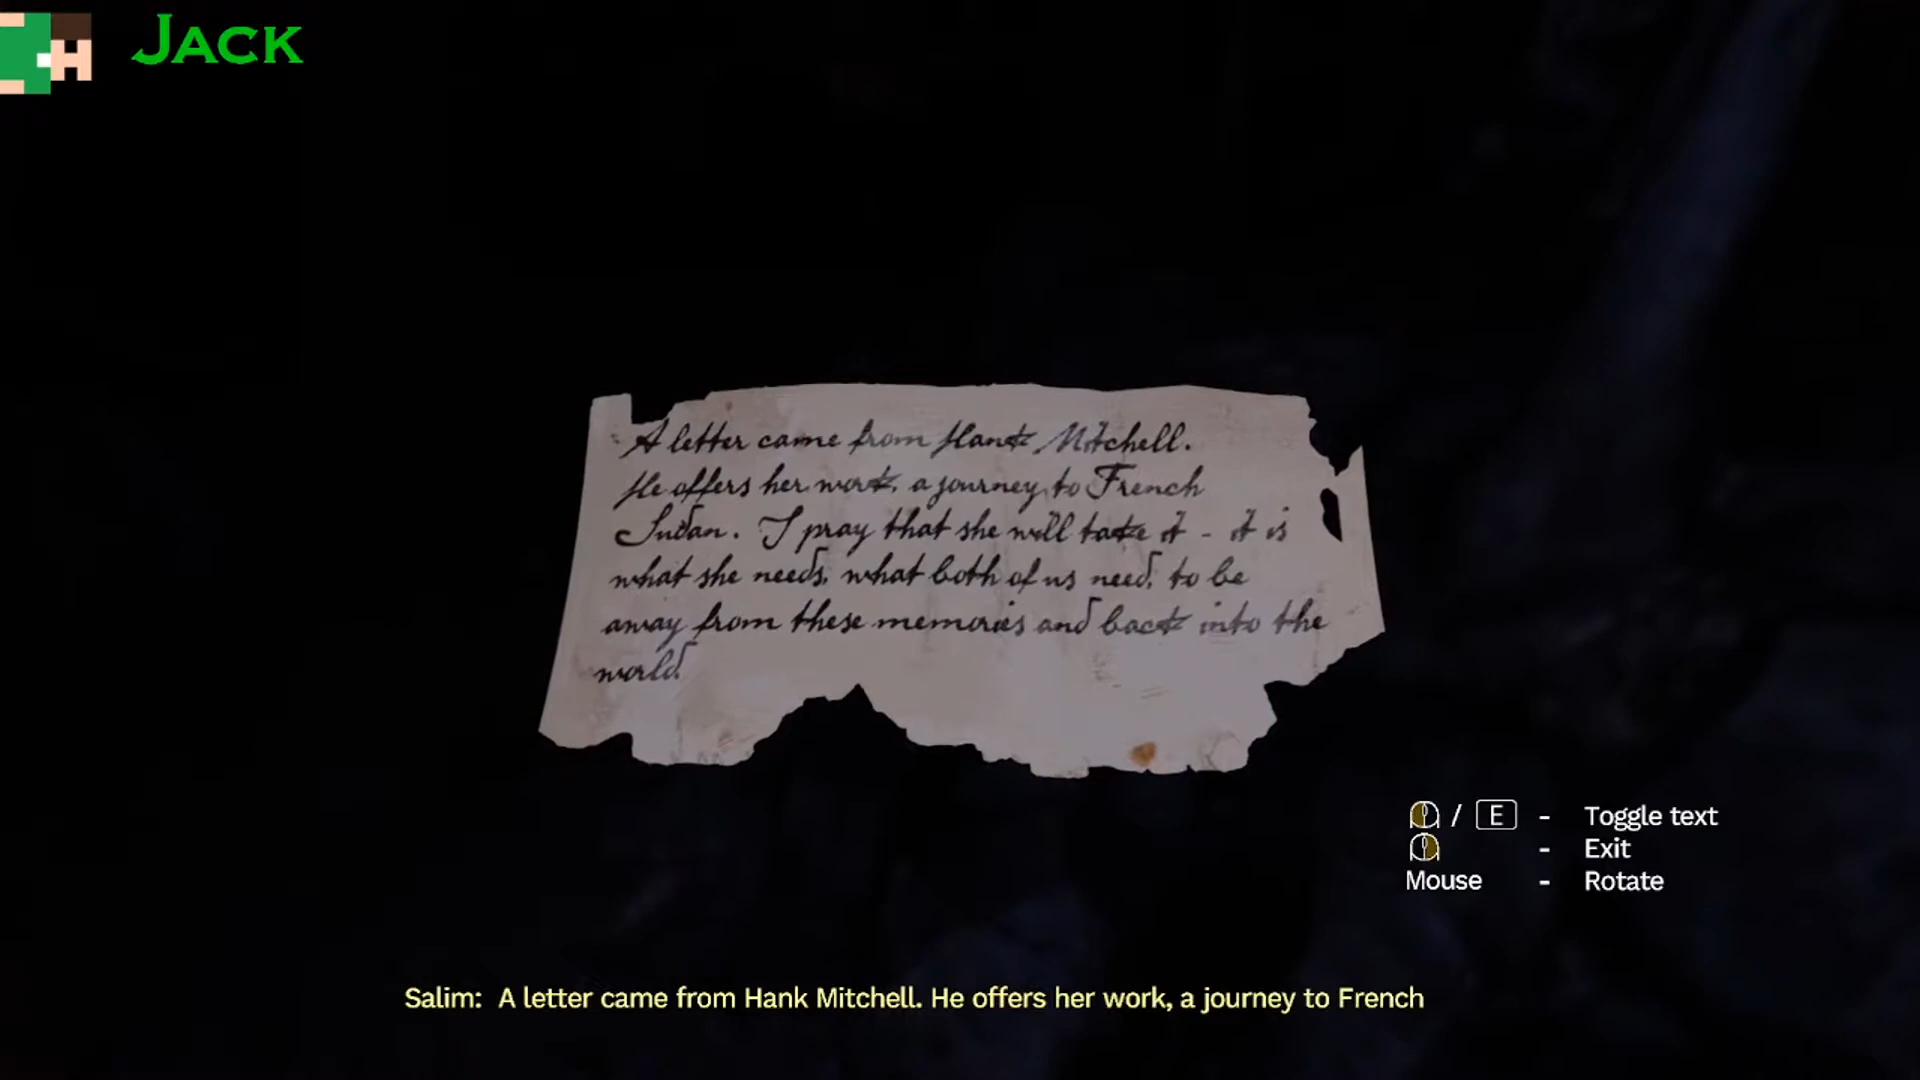 JACK
A letter came from Hank Mitchell.
He offers her work, a journey to French
Sudan. I pray that she will take it - it is
what she needs, what both of us need, to be
away from these memories and back into the
world.
/ E - Toggle text
- Exit
Mouse - Rotate
Salim: A letter came from Hank Mitchell. He offers her work, a journey to French